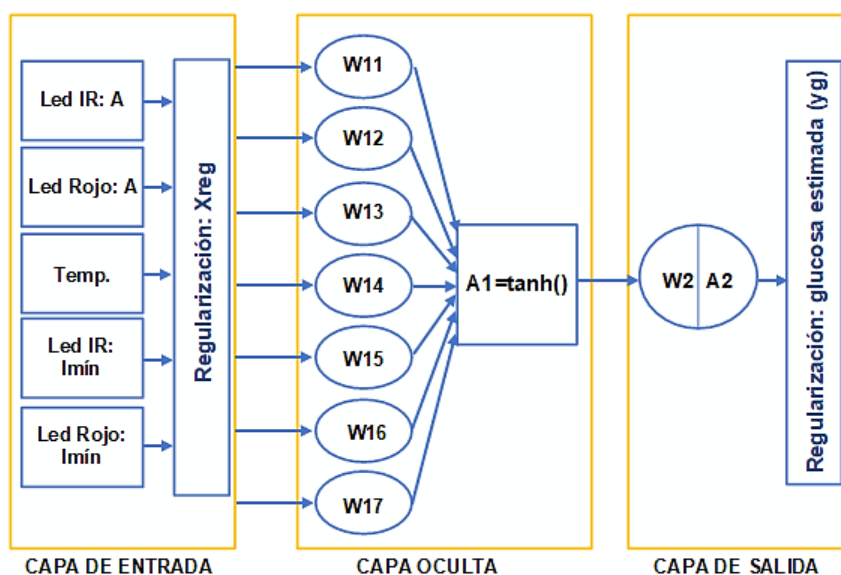 Led IR: A
Led Rojo: A
Temp.
Led IR:
Imín
Led Rojo:
Imín
Regularización: Xreg
CAPA DE ENTRADA
W11
W12
W13
W14
W15
W16
W17
A1=tanh()
CAPA OCULTA
W2 A2
Regularización: glucosa estimada (yg)
CAPA DE SALIDA